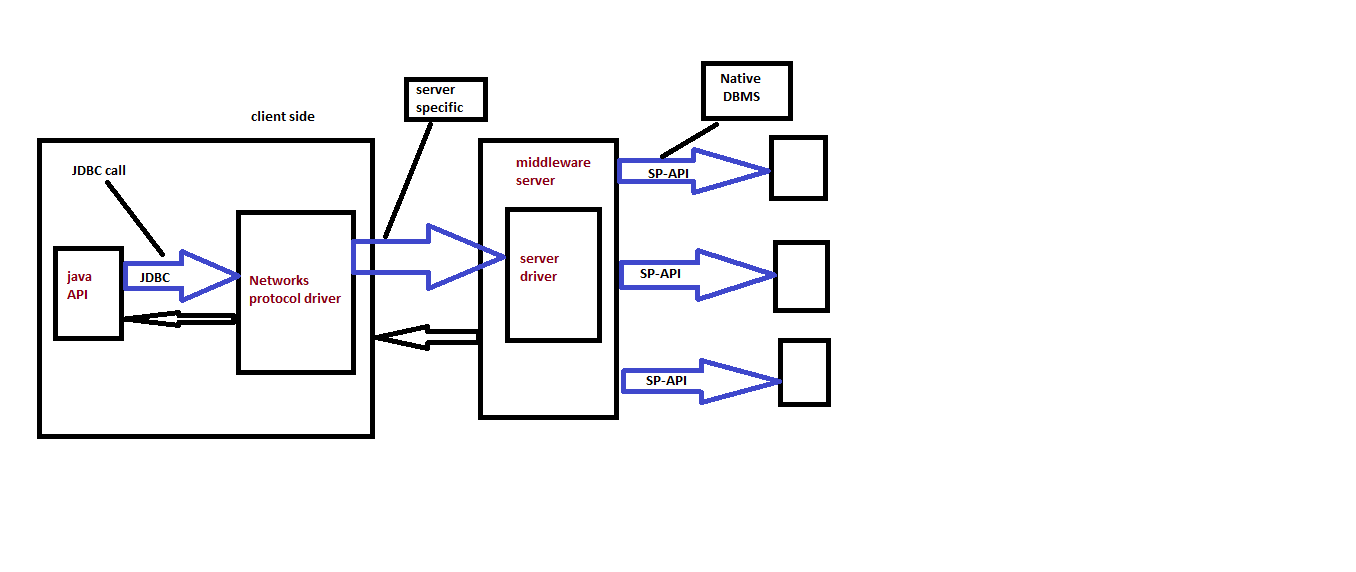 client side
server
specific
Native
DBMS
JDBC call
middleware
server
SP-API
java
API
JDBC
Networks
protocol driver
server
driver
SP-API
SP-API